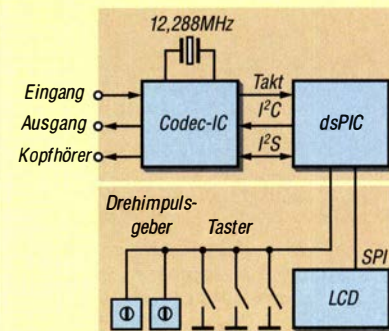 12,288MHz
Eingang
Ausgang
Kopfhörer
Codec-IC
Takt
I²C
I²S
dsPIC
Drehimpuls-
geber
Taster
SPI
LCD